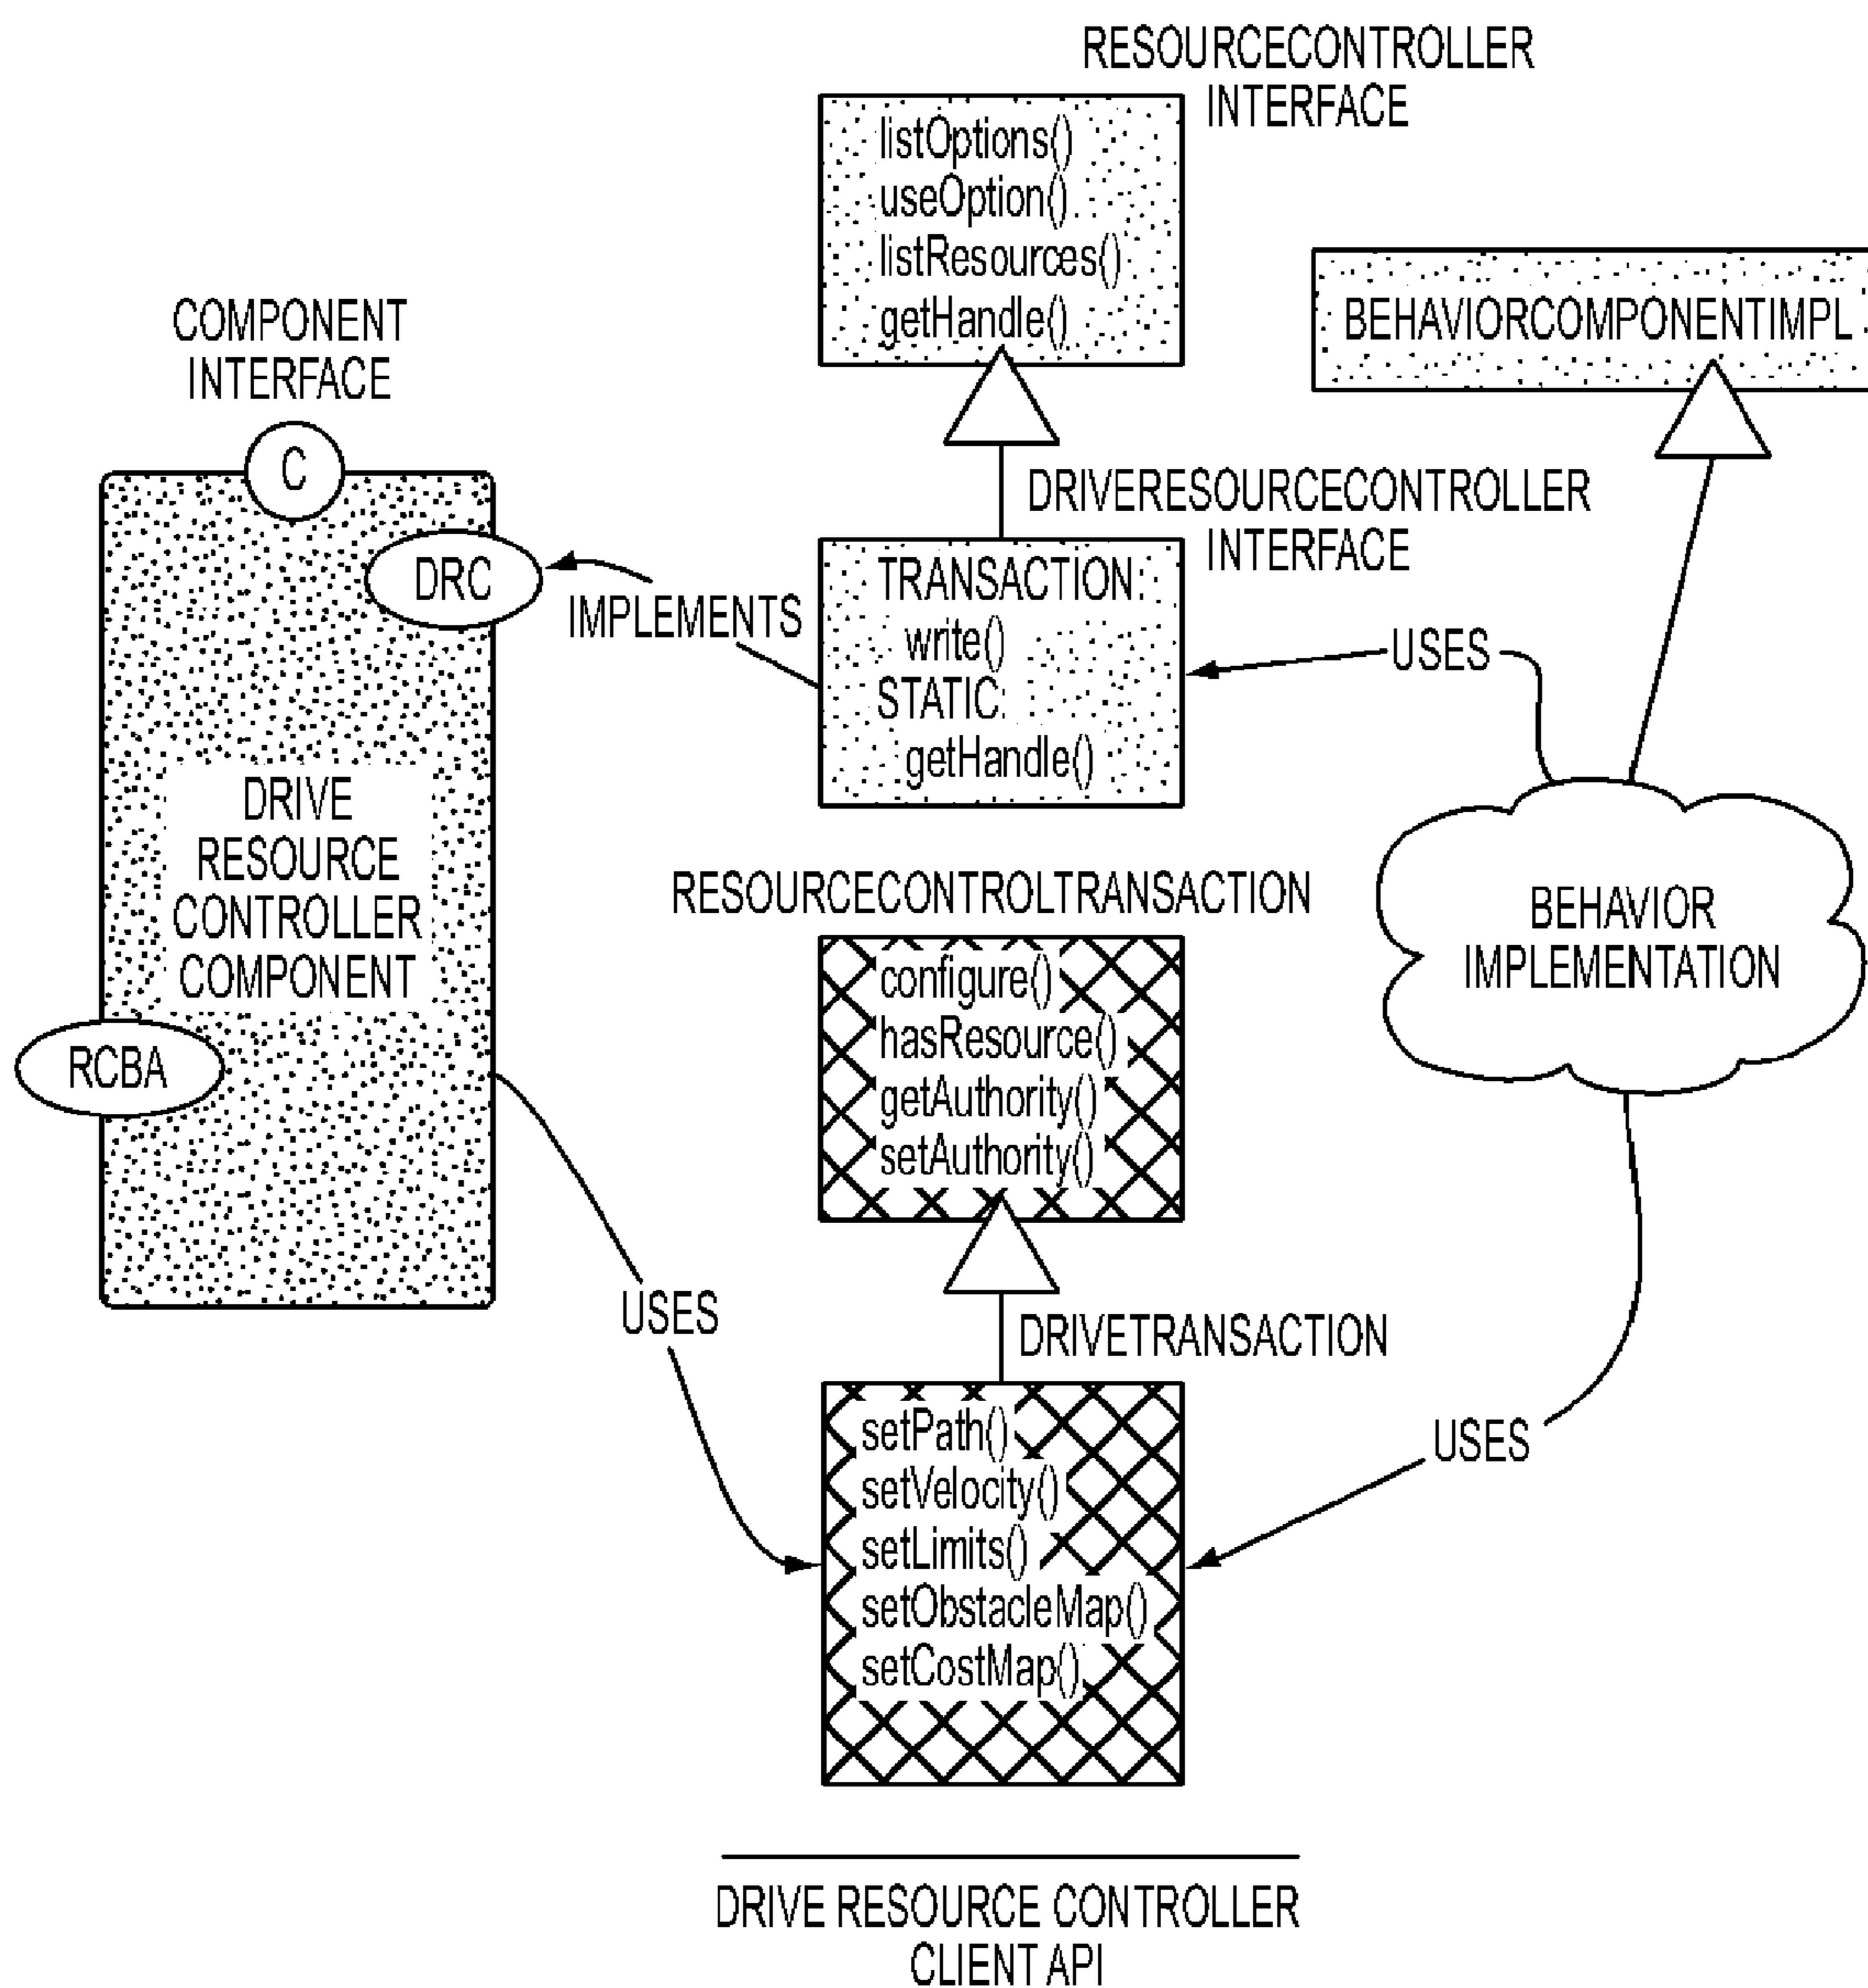 RESOURCECONTROLLER
INTERFACE
listOptions()
useOption()
listResources()
getHandle()
BEHAVIORCOMPONENTIMPL
COMPONENT
INTERFACE
C
DRC
IMPLEMENTS
DRIVERESOURCECONTROLLER
INTERFACE
TRANSACTION:
write()
STATIC:
getHandle()
USES
DRIVE
RESOURCE
CONTROLLER
COMPONENT
RCBA
RESOURCECONTROLTRANSACTION
configure()
hasResource()
getAuthority()
setAuthority()
BEHAVIOR
IMPLEMENTATION
USES
DRIVETRANSACTION
setPath()
setVelocity()
setLimits()
setObstacleMap()
setCostMap()
USES
DRIVE RESOURCE CONTROLLER
CLIENT API